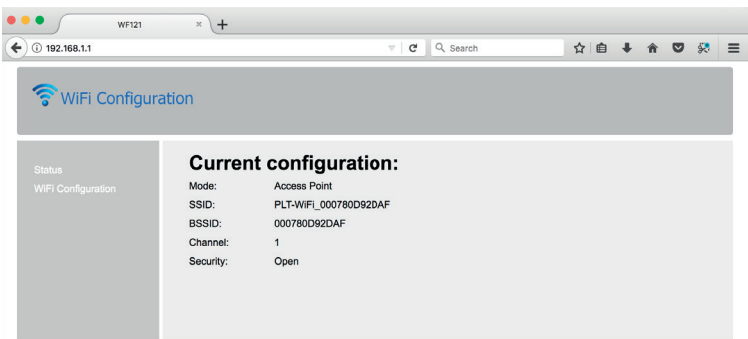 WF121
192.168.1.1
Search
WiFi Configuration
Status
WiFi Configuration
Current configuration:
Mode: Access Point
SSID: PLT-WiFi_000780D92DAF
BSSID: 000780D92DAF
Channel: 1
Security: Open